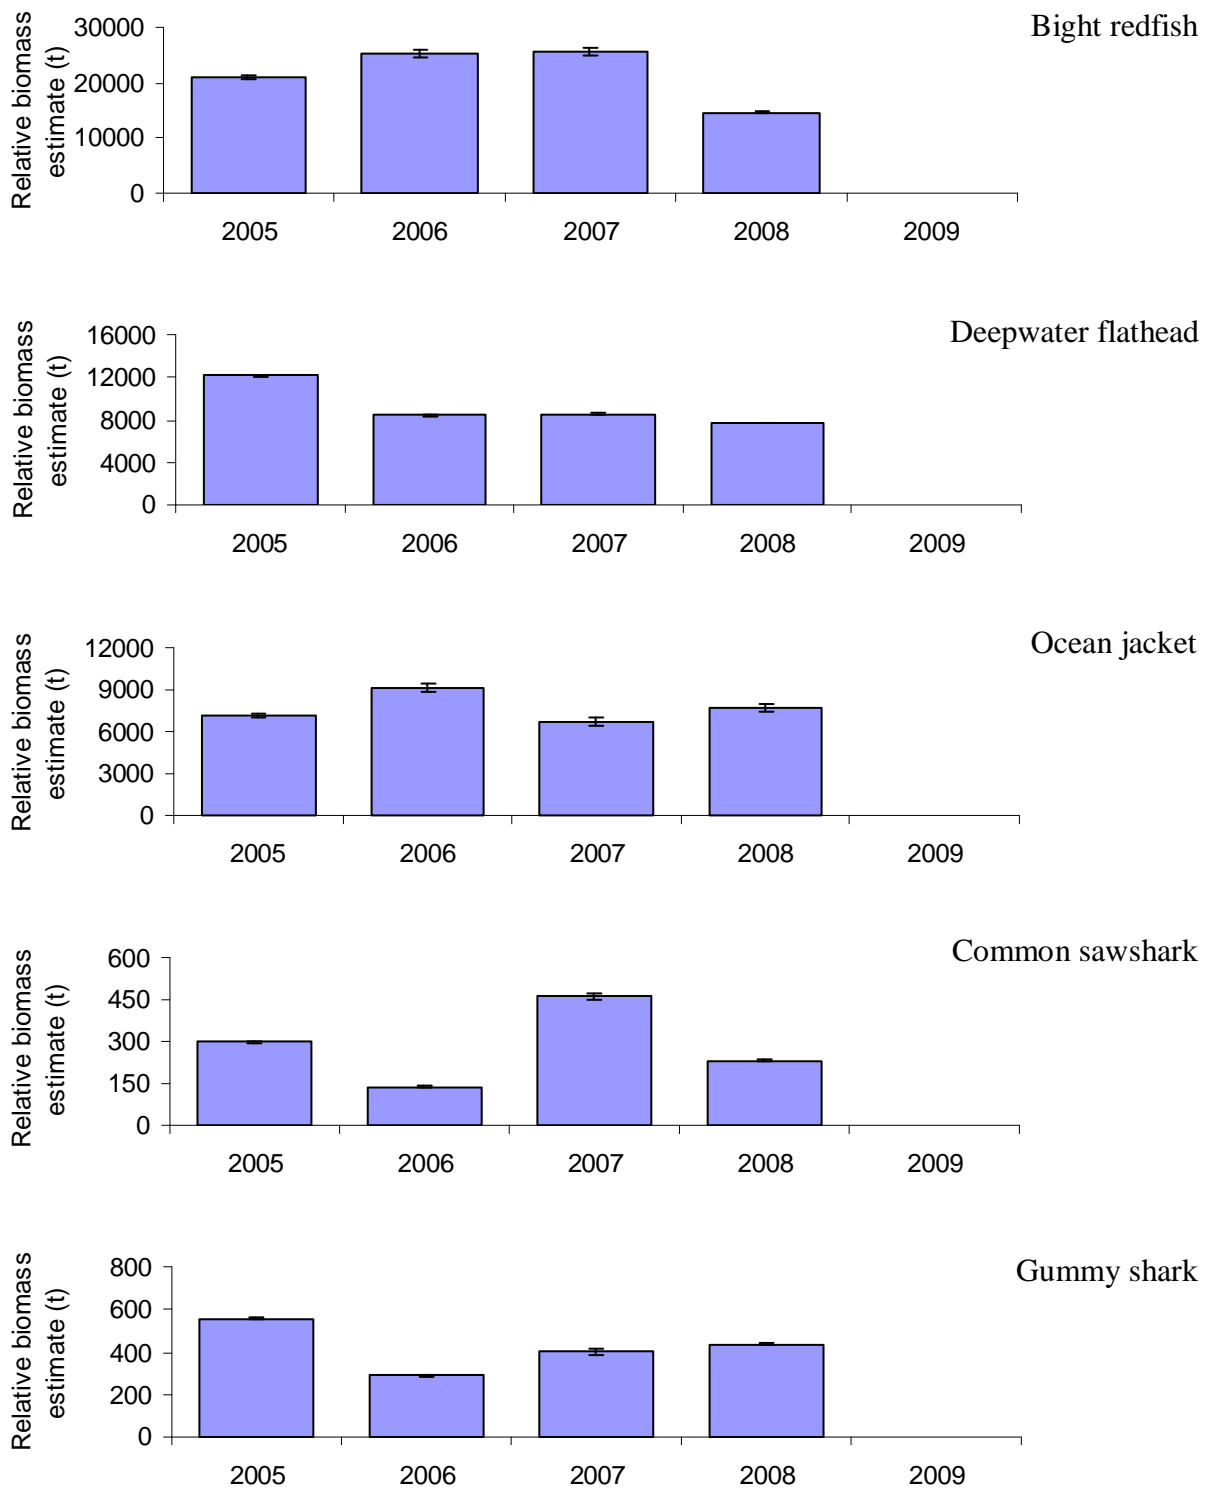 Bight redfish
Relative biomass
estimate (t)
30000
20000
10000
0
2005 2006 2007 2008 2009
Deepwater flathead
Relative biomass
estimate (t)
16000
12000
8000
4000
0
2005 2006 2007 2008 2009
Ocean jacket
Relative biomass
estimate (t)
12000
9000
6000
3000
0
2005 2006 2007 2008 2009
Common sawshark
Relative biomass
estimate (t)
600
450
300
150
0
2005 2006 2007 2008 2009
Gummy shark
Relative biomass
estimate (t)
800
600
400
200
0
2005 2006 2007 2008 2009